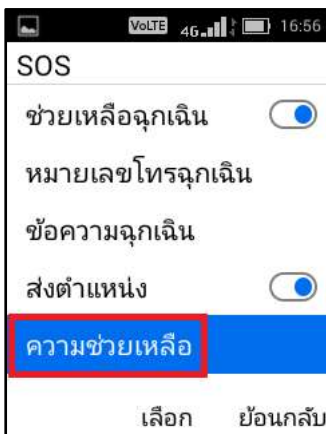 VoLTE 4G 16:56
SOS
ช่วยเหลือฉุกเฉิน
หมายเลขโทรฉุกเฉิน
ข้อความฉุกเฉิน
ส่งตำแหน่ง
ความช่วยเหลือ
เลือก ย้อนกลับ